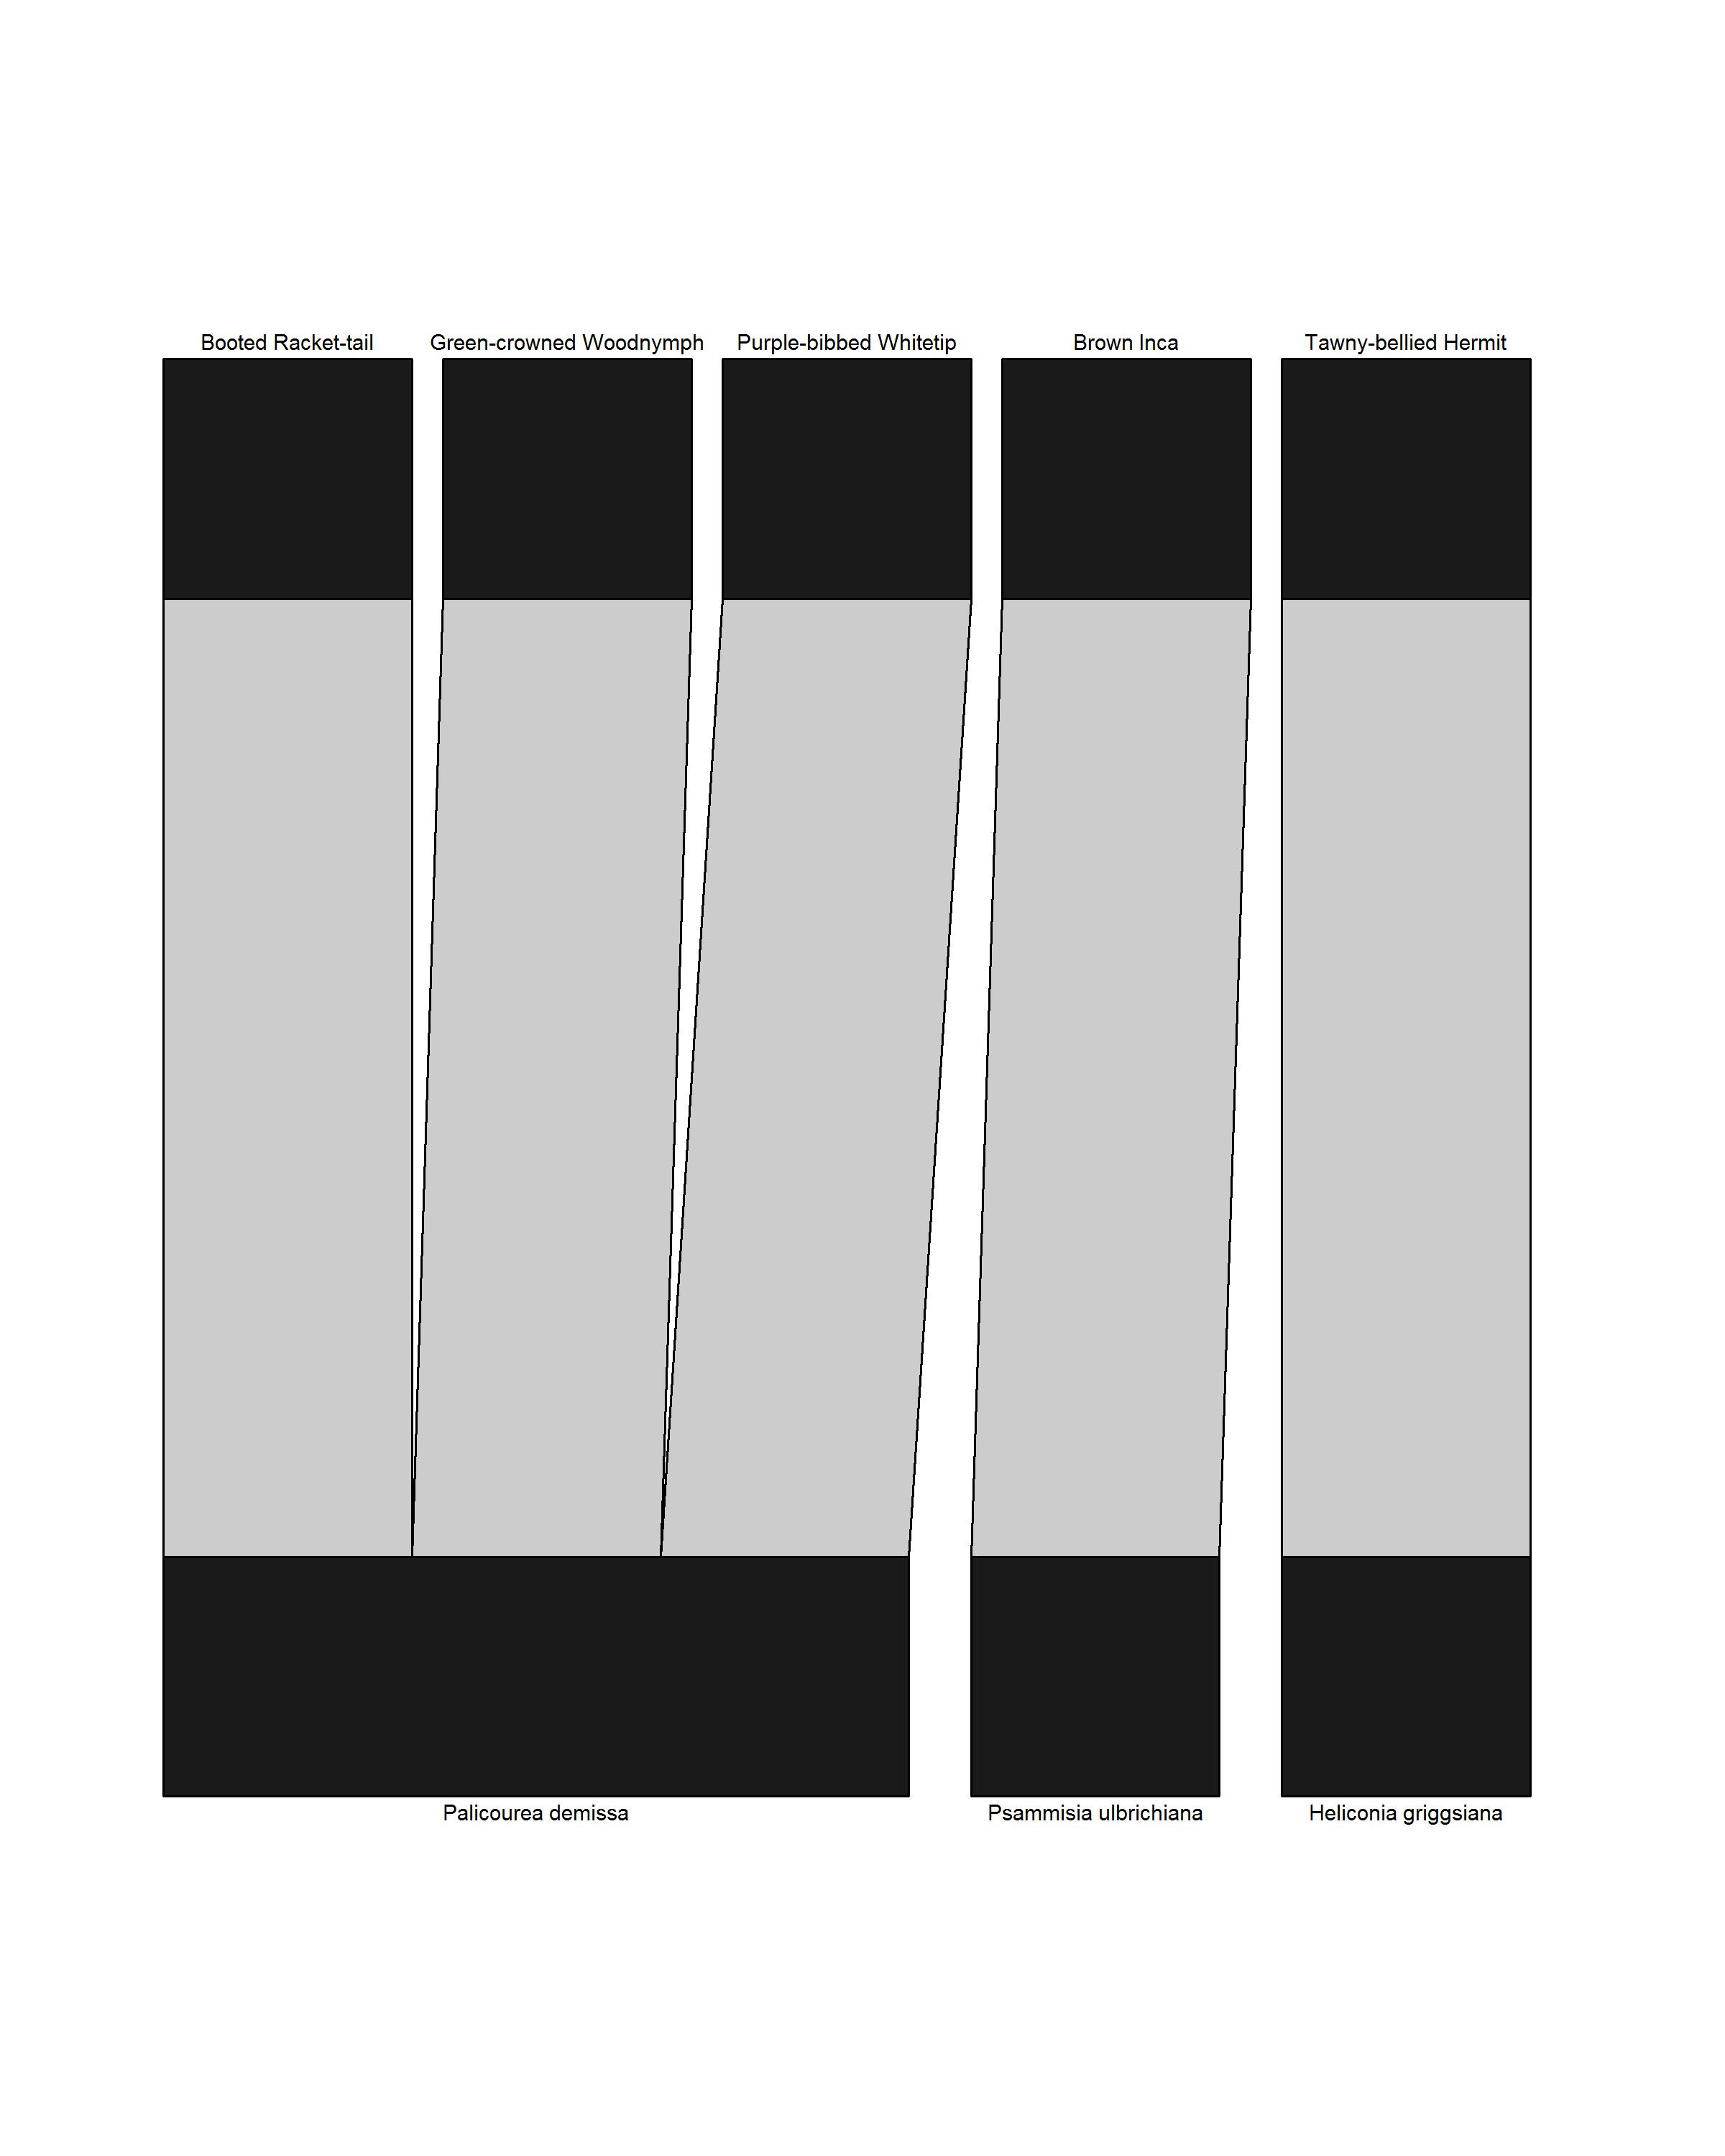 Booted Racket-tail Green-crowned Woodnymph Purple-bibbed Whitetip Brown Inca Tawny-bellied Hermit
Palicourea demissa Psammisia ulbrichiana Heliconia griggsiana